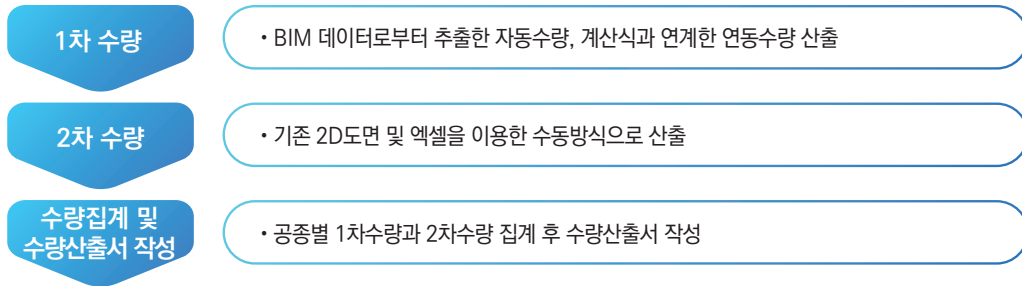 1차 수량
• BIM 데이터로부터 추출한 자동수량, 계산식과 연계한 연동수량 산출
2차 수량
• 기존 2D도면 및 엑셀을 이용한 수동방식으로 산출
수량집계 및
수량산출서 작성
• 공종별 1차수량과 2차수량 집계 후 수량산출서 작성